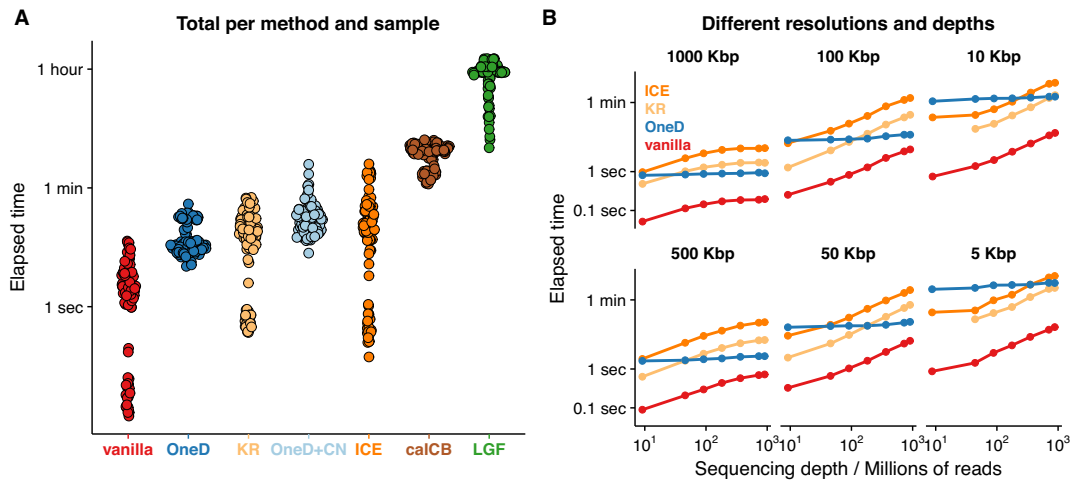 A
Total per method and sample
Elapsed time
1 hour
1 min
1 sec
vanilla OneD KR OneD+CN ICE calCB LGF
B
Different resolutions and depths
Elapsed time
1000 Kbp 100 Kbp 10 Kbp
ICE
KR
OneD
vanilla
1 min
1 sec
0.1 sec
500 Kbp 50 Kbp 5 Kbp
1 min
1 sec
0.1 sec
10¹ 10² 10³ 10¹ 10² 10³ 10¹ 10² 10³
Sequencing depth / Millions of reads